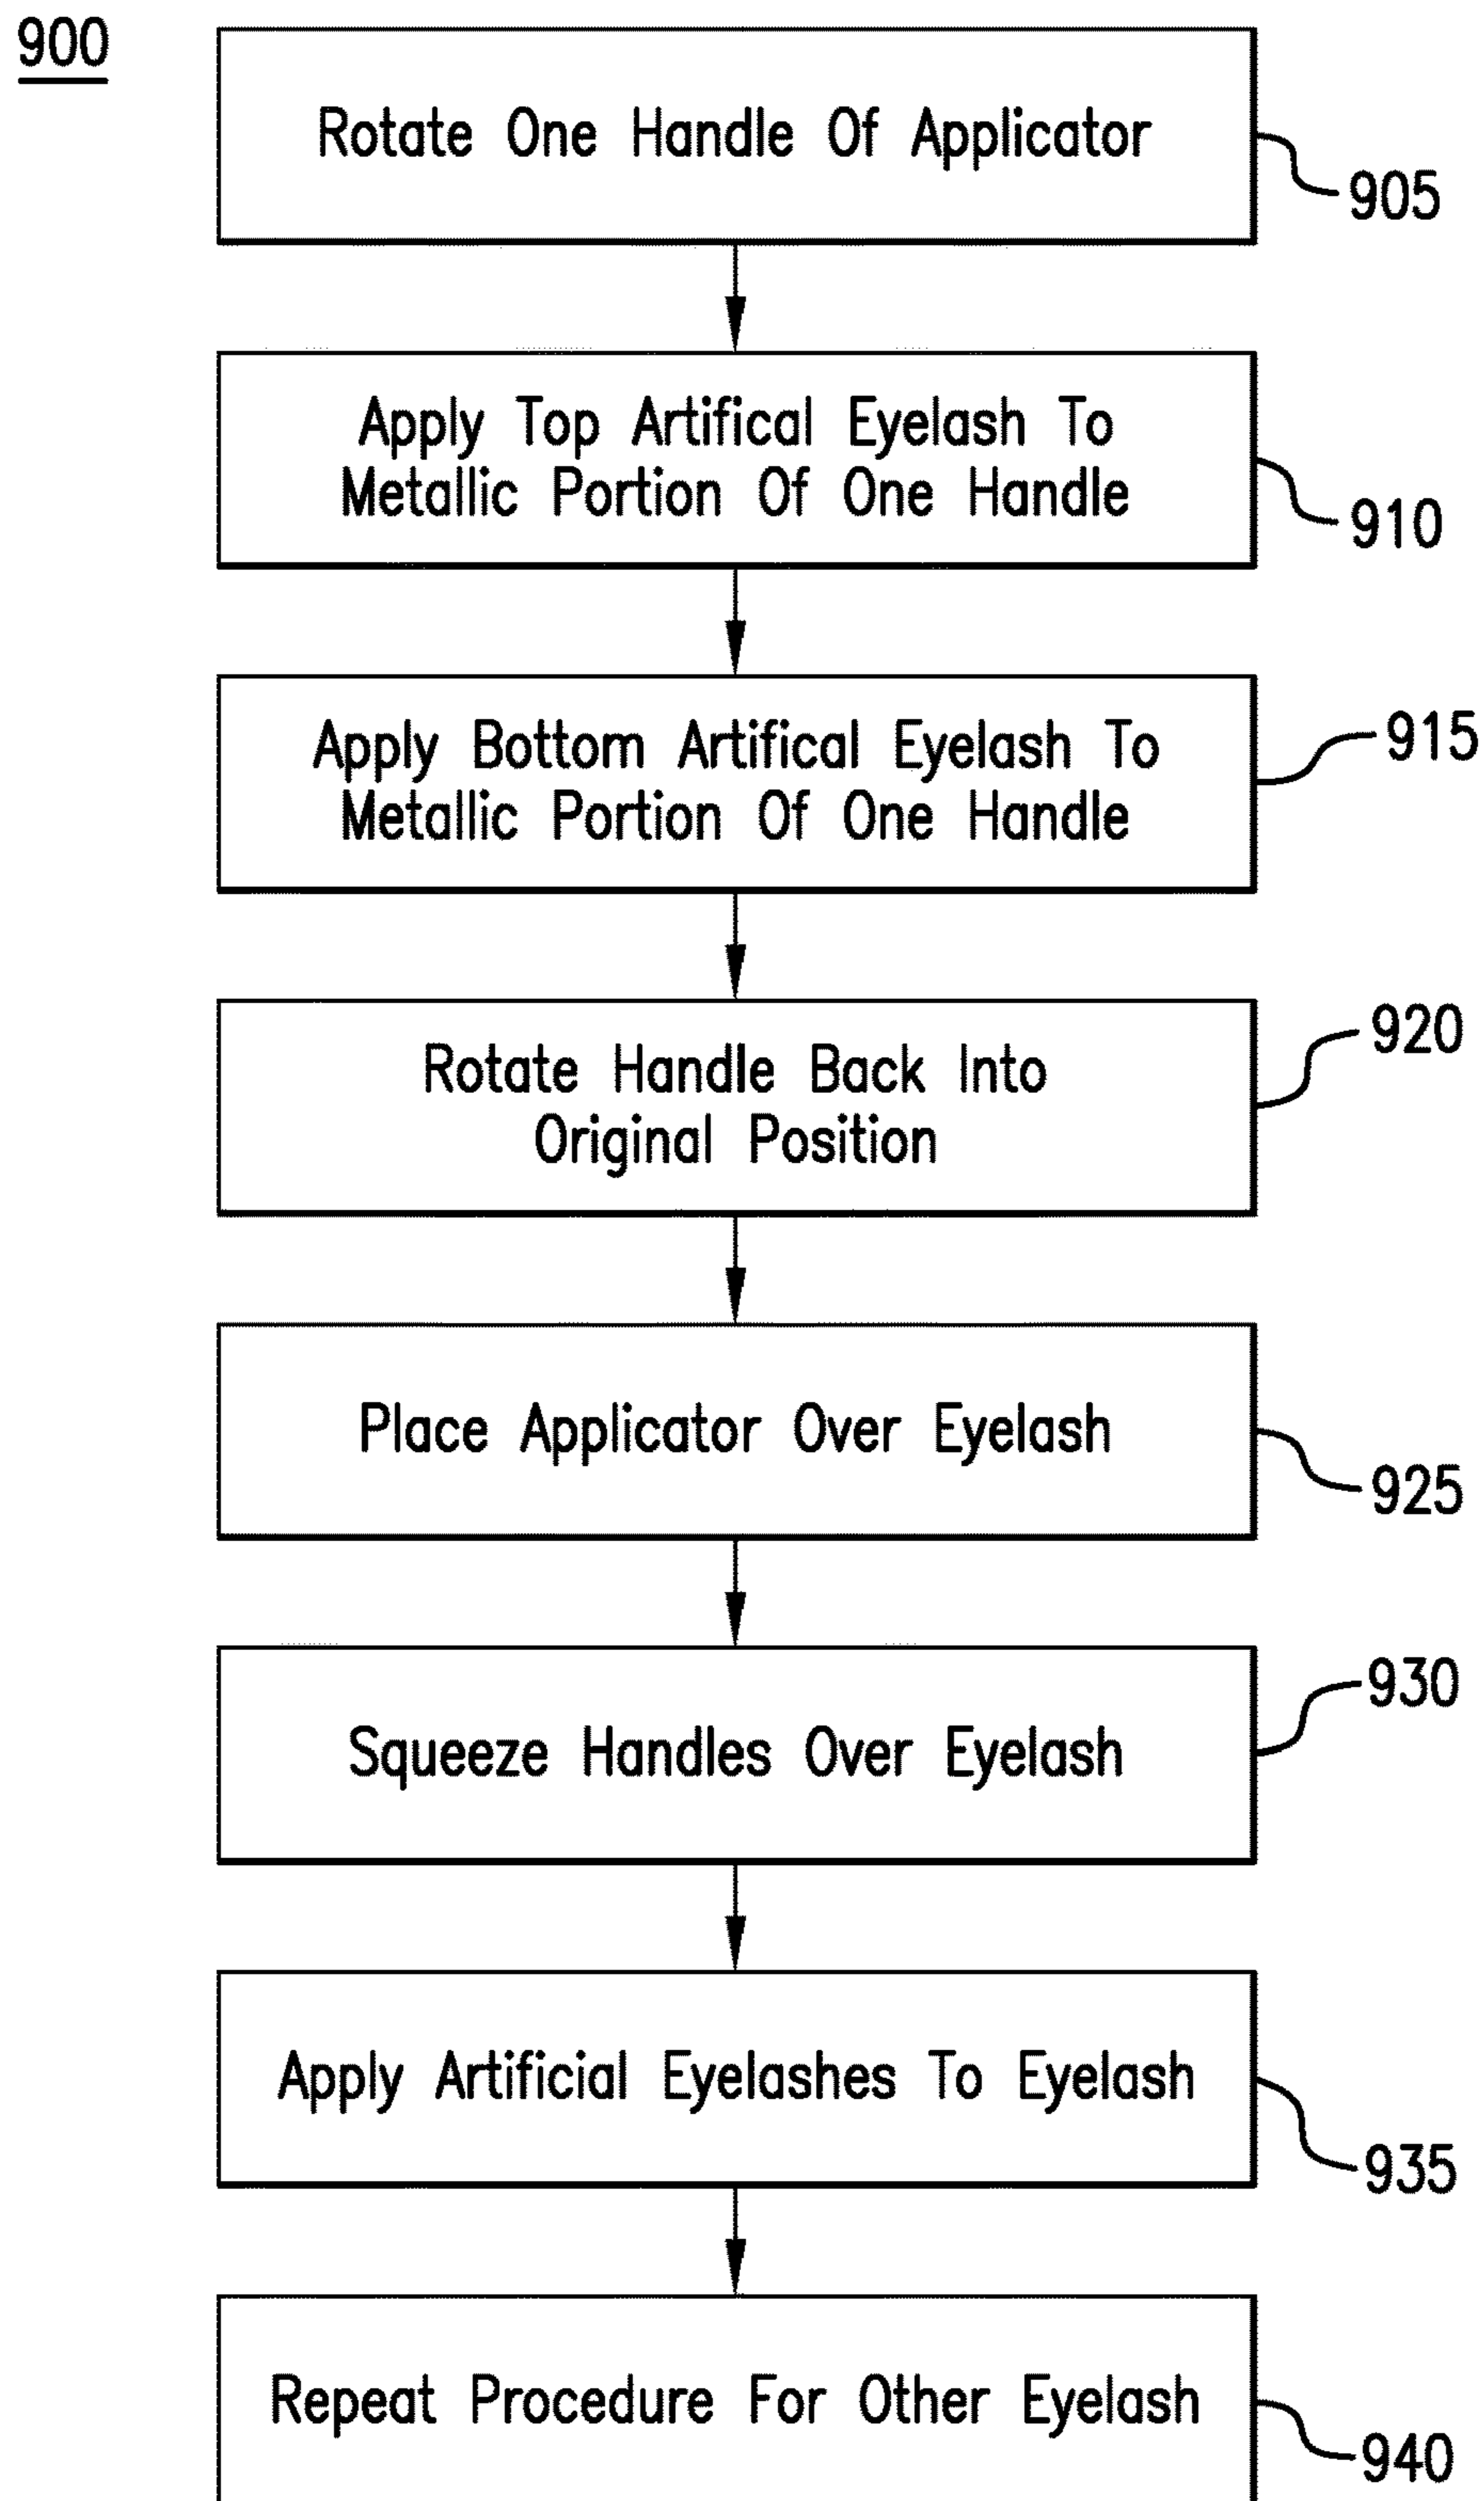 900
Rotate One Handle Of Applicator
905
Apply Top Artifical Eyelash To
Metallic Portion Of One Handle
910
Apply Bottom Artifical Eyelash To
Metallic Portion Of One Handle
915
Rotate Handle Back Into
Original Position
920
Place Applicator Over Eyelash
925
Squeeze Handles Over Eyelash
930
Apply Artificial Eyelashes To Eyelash
935
Repeat Procedure For Other Eyelash
940